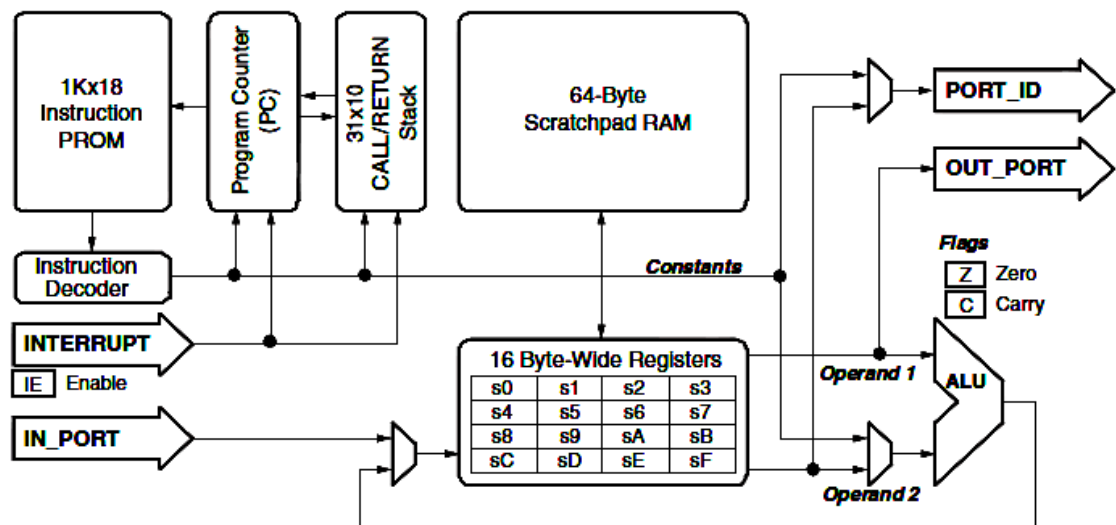 1Kx18
Instruction
PROM
Program Counter
(PC)
31x10
CALL/RETURN
Stack
64-Byte
Scratchpad RAM
PORT_ID
OUT_PORT
Instruction
Decoder
Constants
Flags
Z Zero
C Carry
INTERRUPT
IE Enable
IN_PORT
16 Byte-Wide Registers
s0 s1 s2 s3
s4 s5 s6 s7
s8 s9 sA sB
sC sD sE sF
Operand 1
ALU
Operand 2